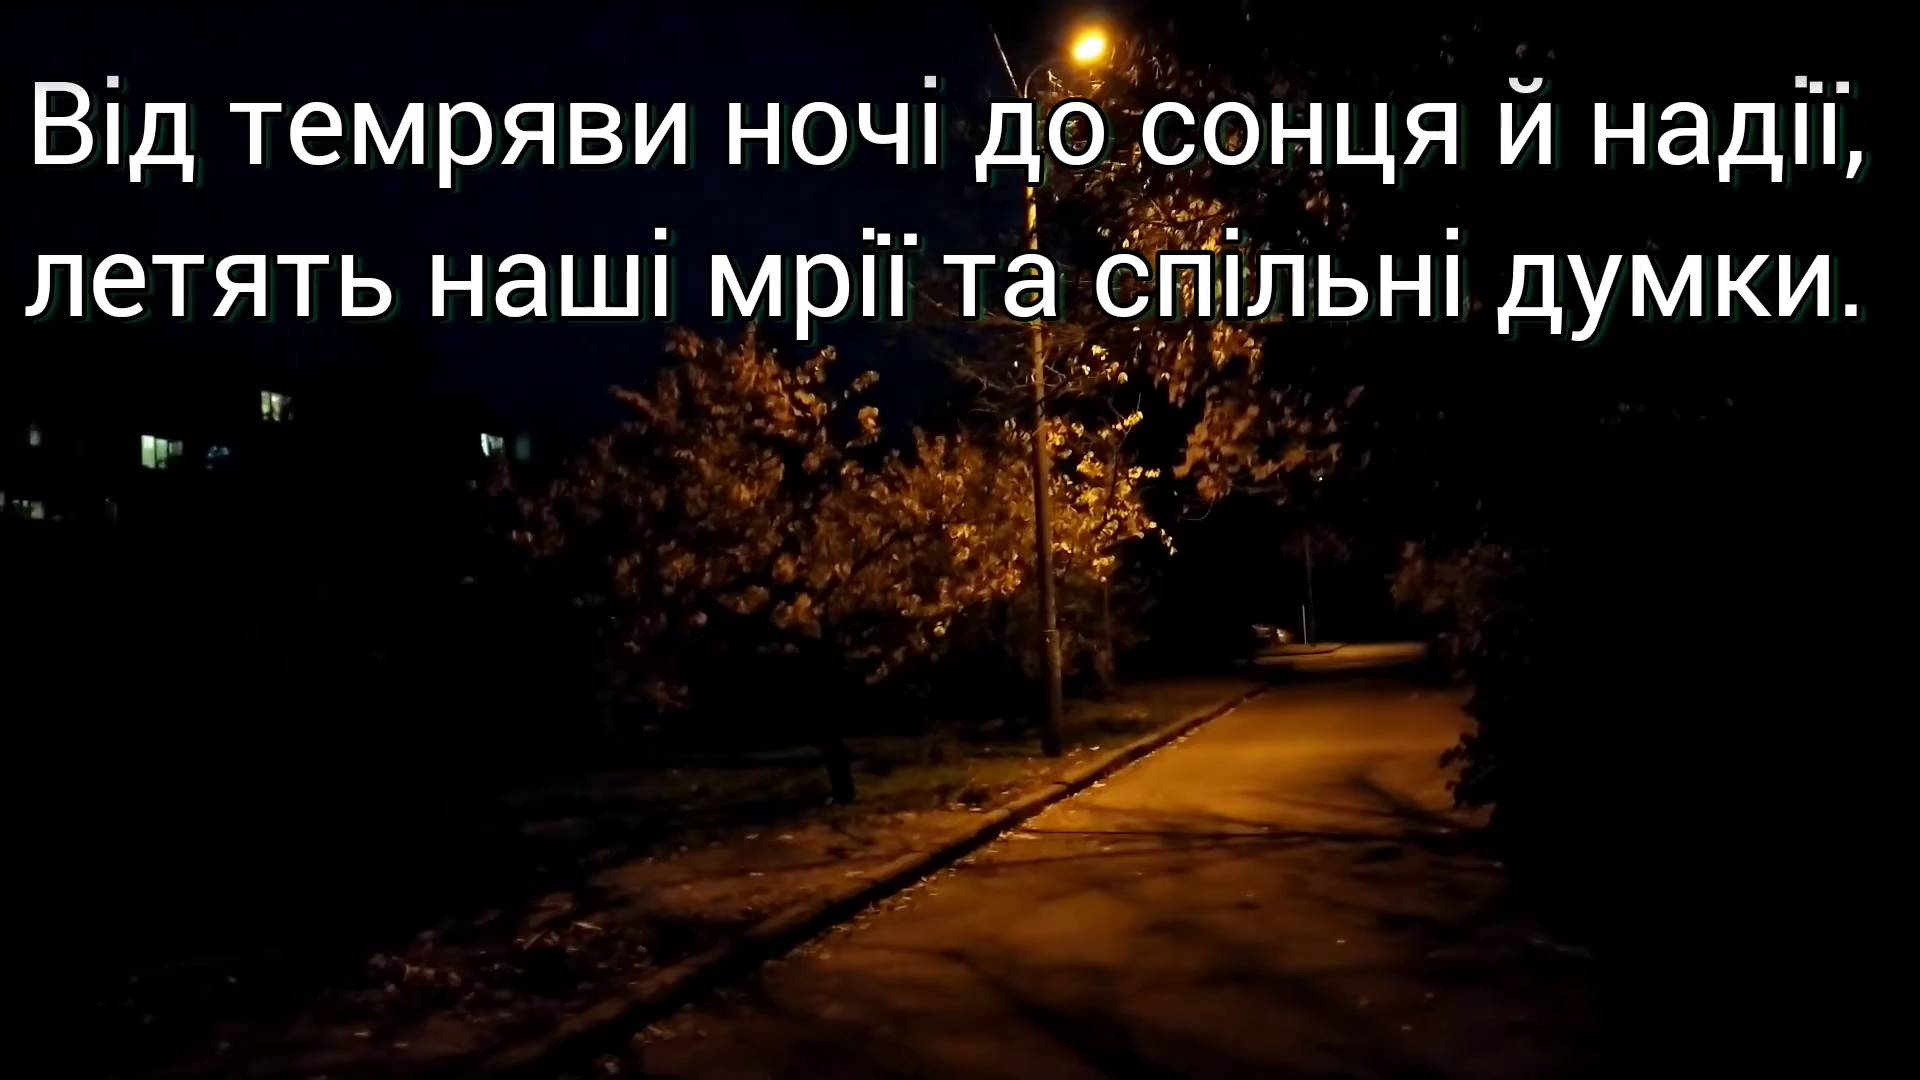 Від темряви ночі до сонця й надії,
летять наші мрії та спільні думки.